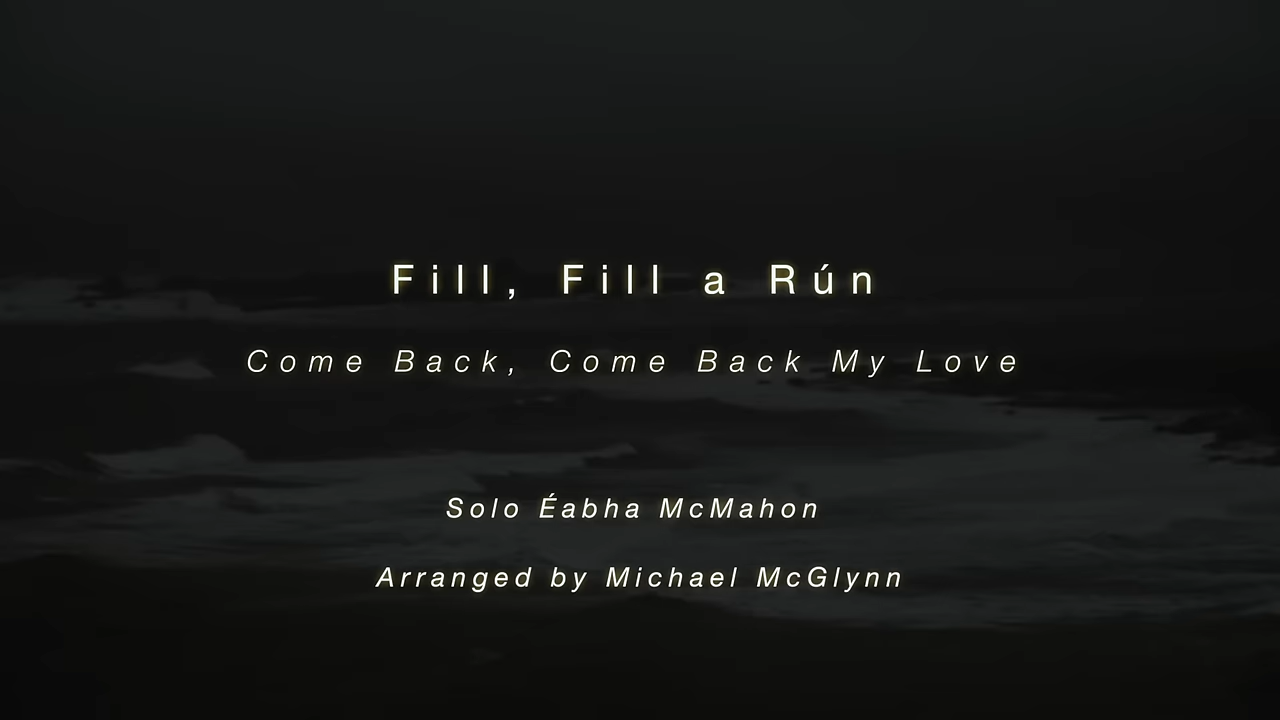 Fill, Fill a Rún
Come Back, Come Back My Love
Solo Éabha McMahon
Arranged by Michael McGlynn